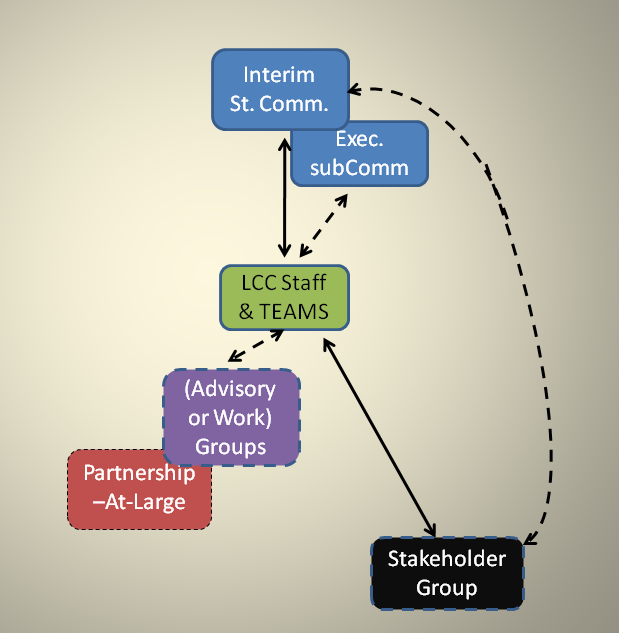 Interim
St. Comm.
Exec.
subComm
LCC Staff
& TEAMS
(Advisory
or Work)
Groups
Partnership
–At-Large
Stakeholder
Group